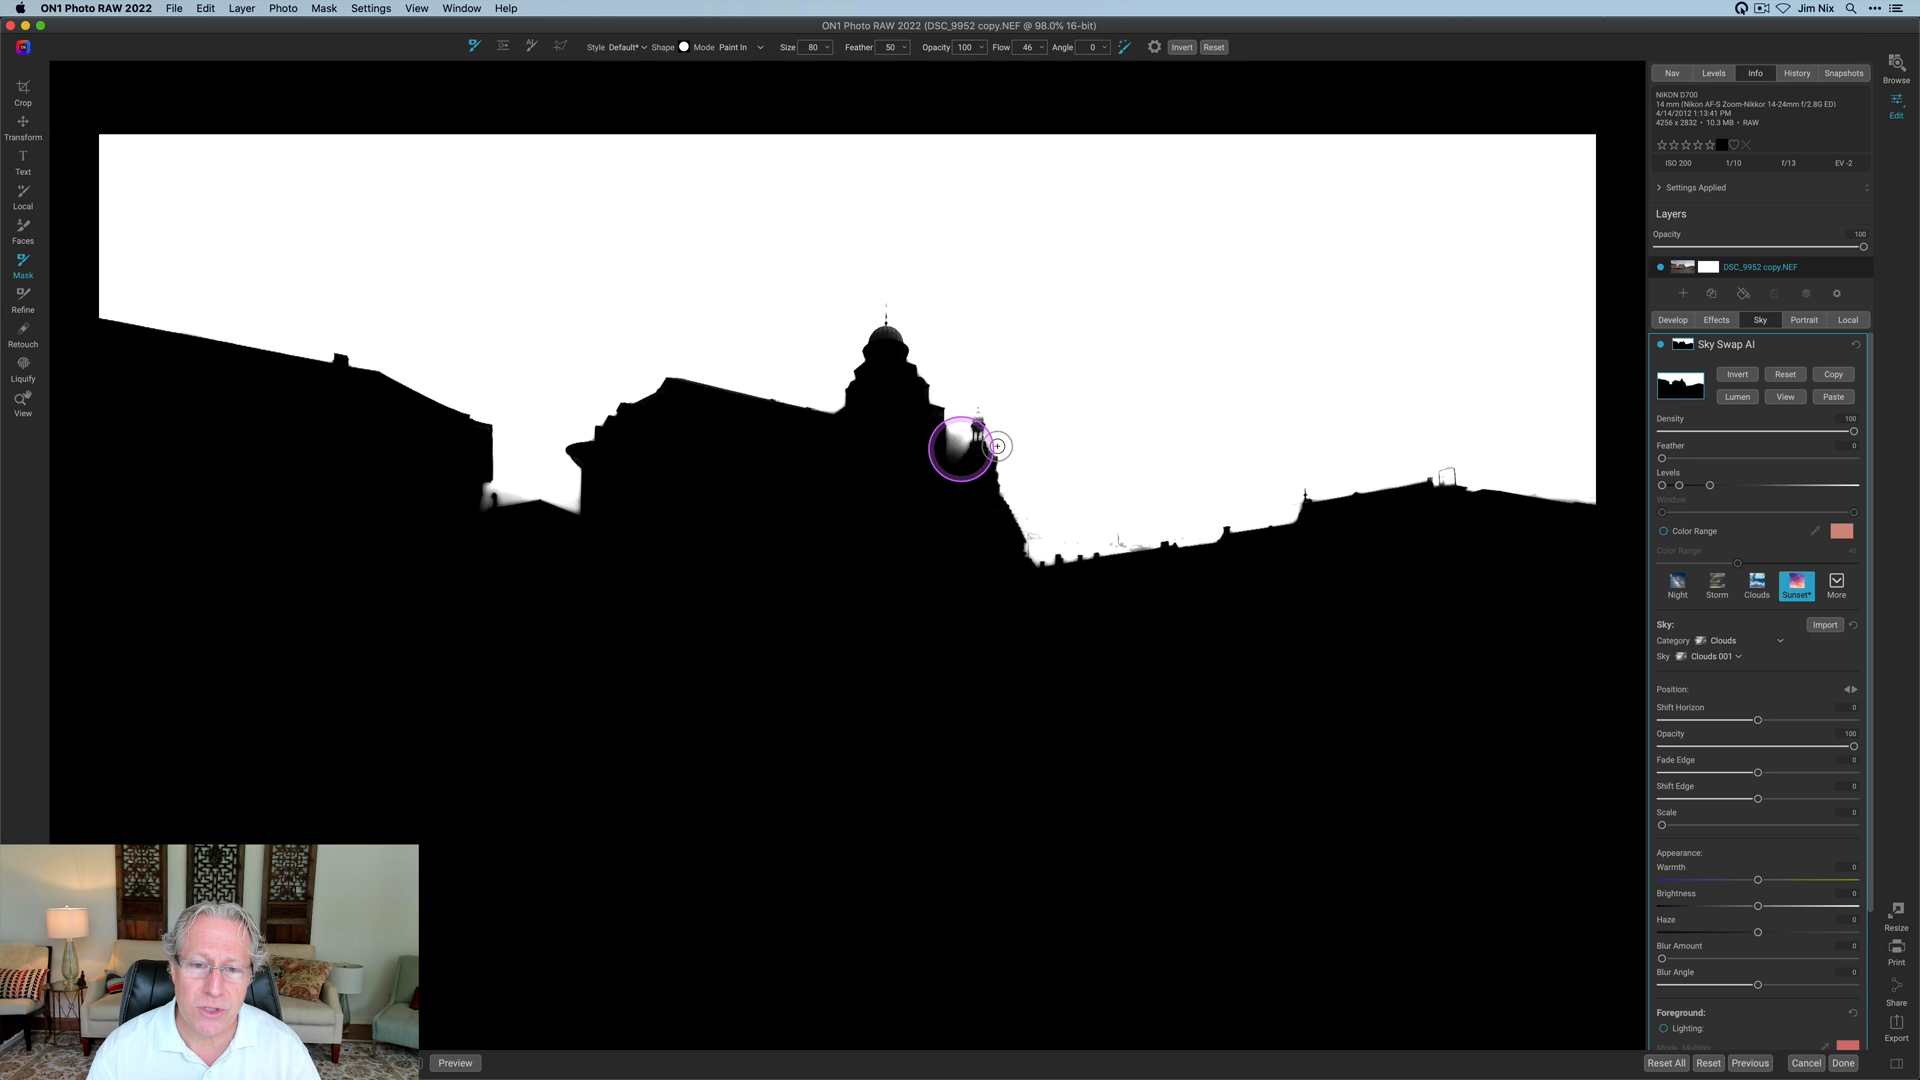 ON1 Photo RAW 2022 File Edit Layer Photo Mask Settings View Window Help Jim Nix
ON1 Photo RAW 2022 (DSC_9952 copy.NEF @ 98.0% 16-bit)
Style Default* Shape Mode Paint In Size 80 Feather 50 Opacity 100 Flow 46 Angle 0 Invert Reset
Crop
Transform
Text
Local
Faces
Mask
Refine
Retouch
Liquify
View
Nav Levels Info History Snapshots
NIKON D700
14 mm (Nikon AF-S Zoom-Nikkor 14-24mm f/2.8G ED)
4/14/2012 1:13:41 PM
4256 x 2832 • 10.3 MB • RAW
ISO 200 1/10 f/13 EV -2
Settings Applied
Layers
Opacity 100
DSC_9952 copy.NEF
Develop Effects Sky Portrait Local
Sky Swap AI
Invert Reset Copy
Lumen View Paste
Density 100
Feather 0
Levels
Window
Color Range
Color Range 40
Night Storm Clouds Sunset* More
Sky: Import
Category Clouds
Sky Clouds 001
Position:
Shift Horizon 0
Opacity 100
Fade Edge 0
Shift Edge 0
Scale 0
Appearance:
Warmth 0
Brightness 0
Haze 0
Blur Amount 0
Blur Angle 0
Foreground:
Lighting:
Mode Multiply
Browse
Edit
Resize
Print
Share
Export
Preview
Reset All Reset Previous Cancel Done